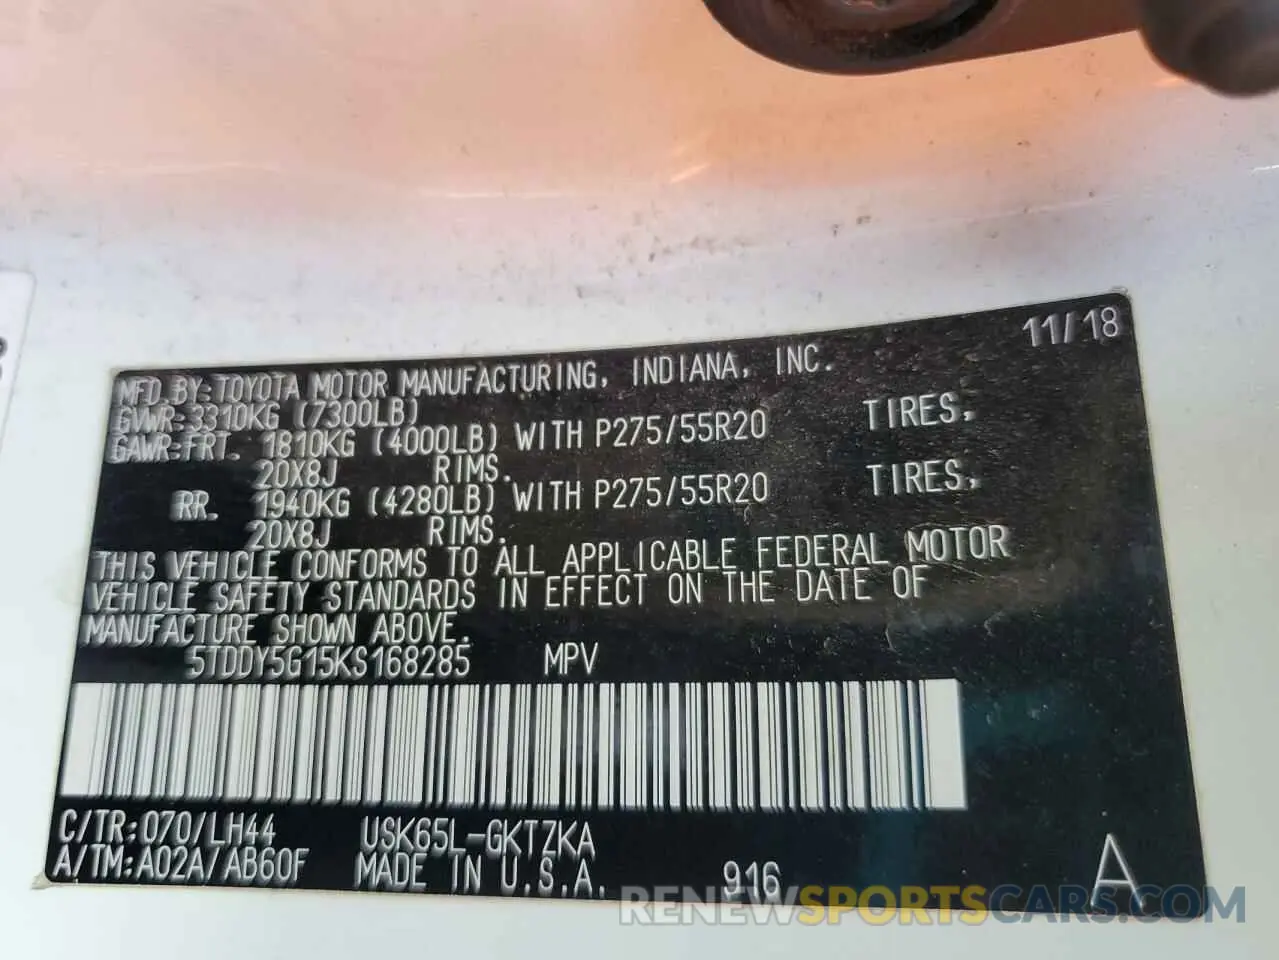 11/18
MFD.BY:TOYOTA MOTOR MANUFACTURING, INDIANA, INC.
GVWR:3310KG (7300LB)
GAWR:FRT. 1810KG (4000LB) WITH P275/55R20 TIRES,
20X8J RIMS.
RR. 1940KG (4280LB) WITH P275/55R20 TIRES,
20X8J RIMS.
THIS VEHICLE CONFORMS TO ALL APPLICABLE FEDERAL MOTOR
VEHICLE SAFETY STANDARDS IN EFFECT ON THE DATE OF
MANUFACTURE SHOWN ABOVE.
5TDDY5G15KS168285 MPV
C/TR:070/LH44 USK65L-GKTZKA
A/TM:A02A/AB60F MADE IN U.S.A. 916 A
RENEWSPORTSCARS.COM